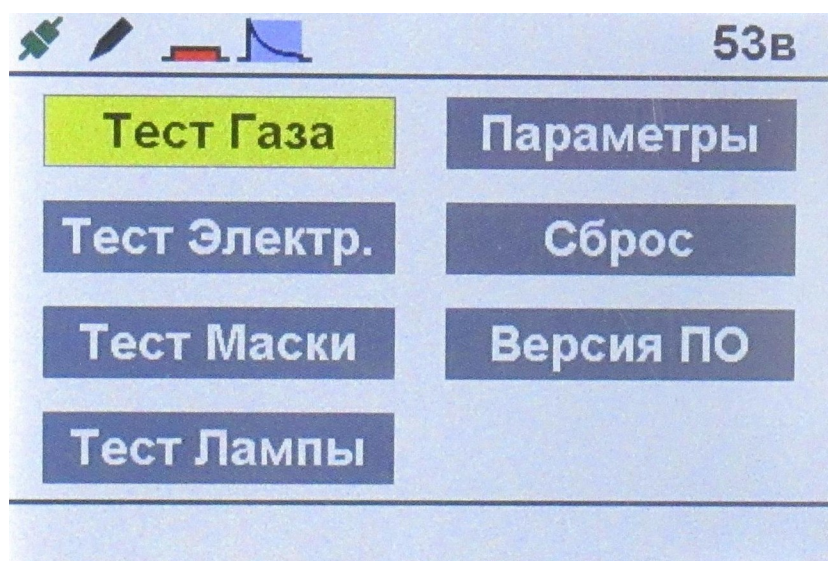 53в
Тест Газа
Параметры
Тест Электр.
Сброс
Тест Маски
Версия ПО
Тест Лампы